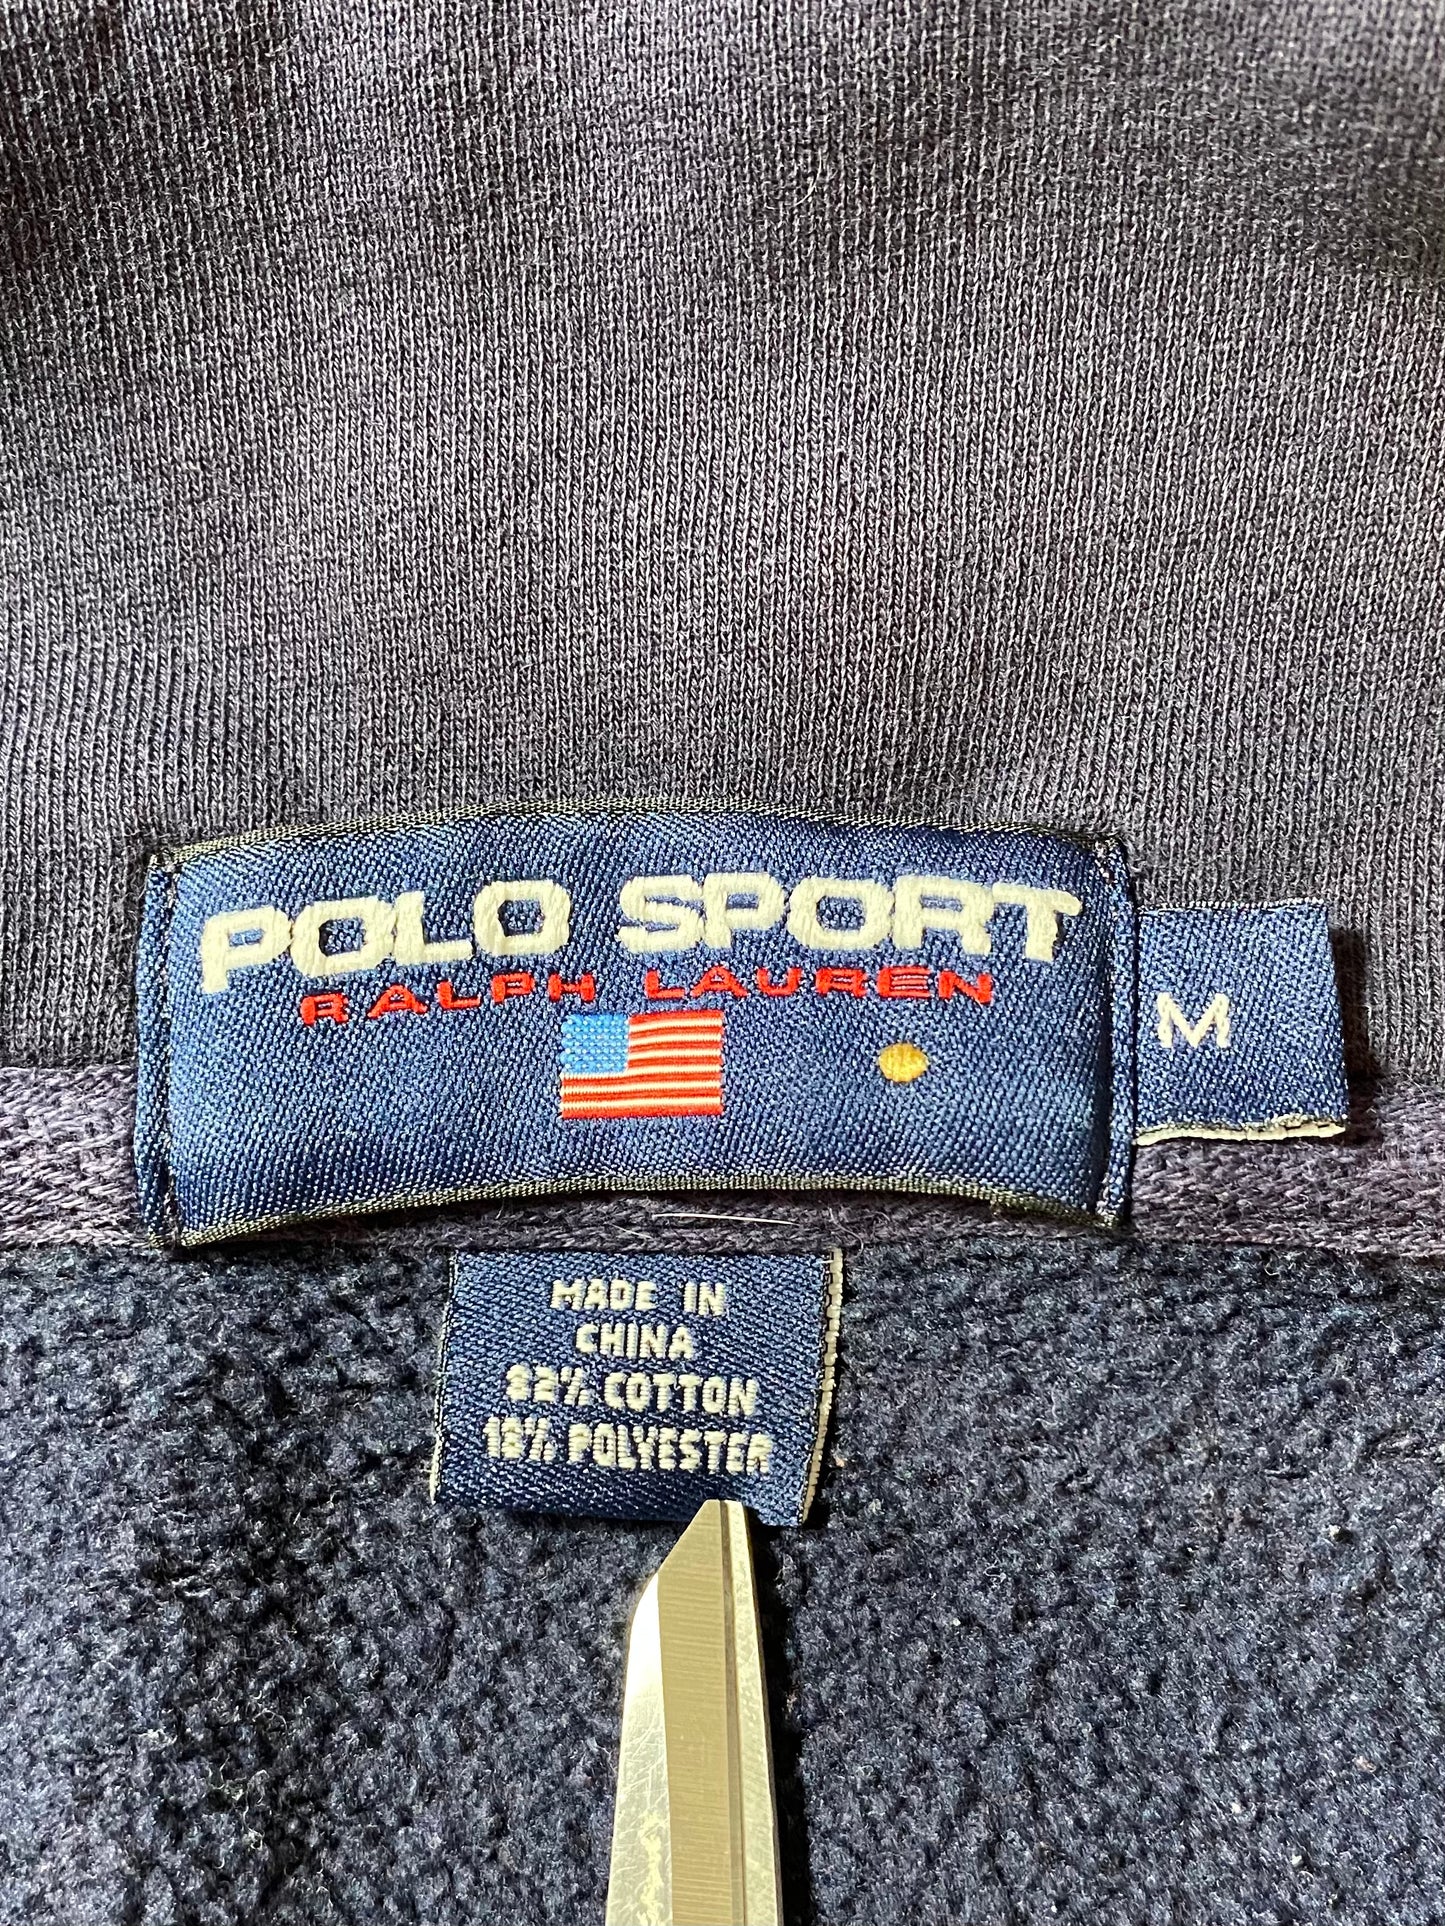 POLO SPORT
RALPH LAUREN
M
MADE IN
CHINA
82% COTTON
18% POLYESTER